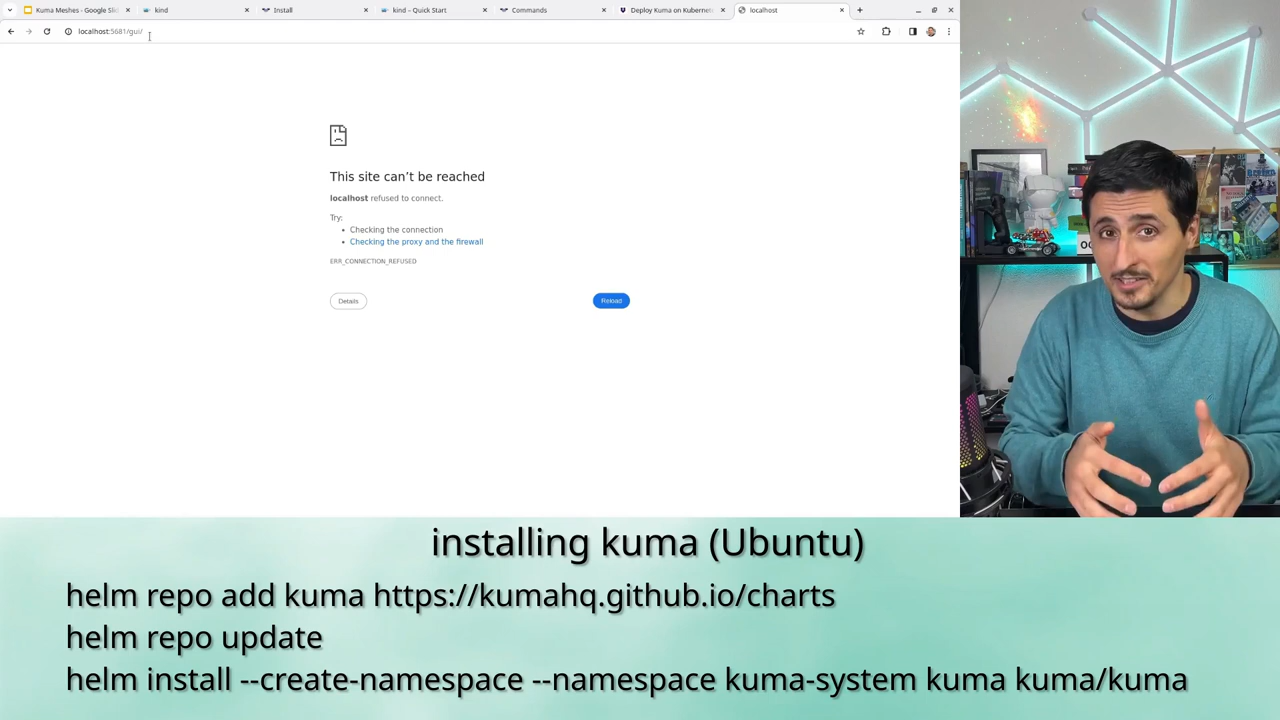 Kuma Meshes - Google Slid
kind
Install
kind – Quick Start
Commands
Deploy Kuma on Kubernet
localhost
localhost:5681/gui/
This site can't be reached
localhost refused to connect.
Try:
Checking the connection
Checking the proxy and the firewall
ERR_CONNECTION_REFUSED
Details
Reload
installing kuma (Ubuntu)
helm repo add kuma https://kumahq.github.io/charts
helm repo update
helm install --create-namespace --namespace kuma-system kuma kuma/kuma